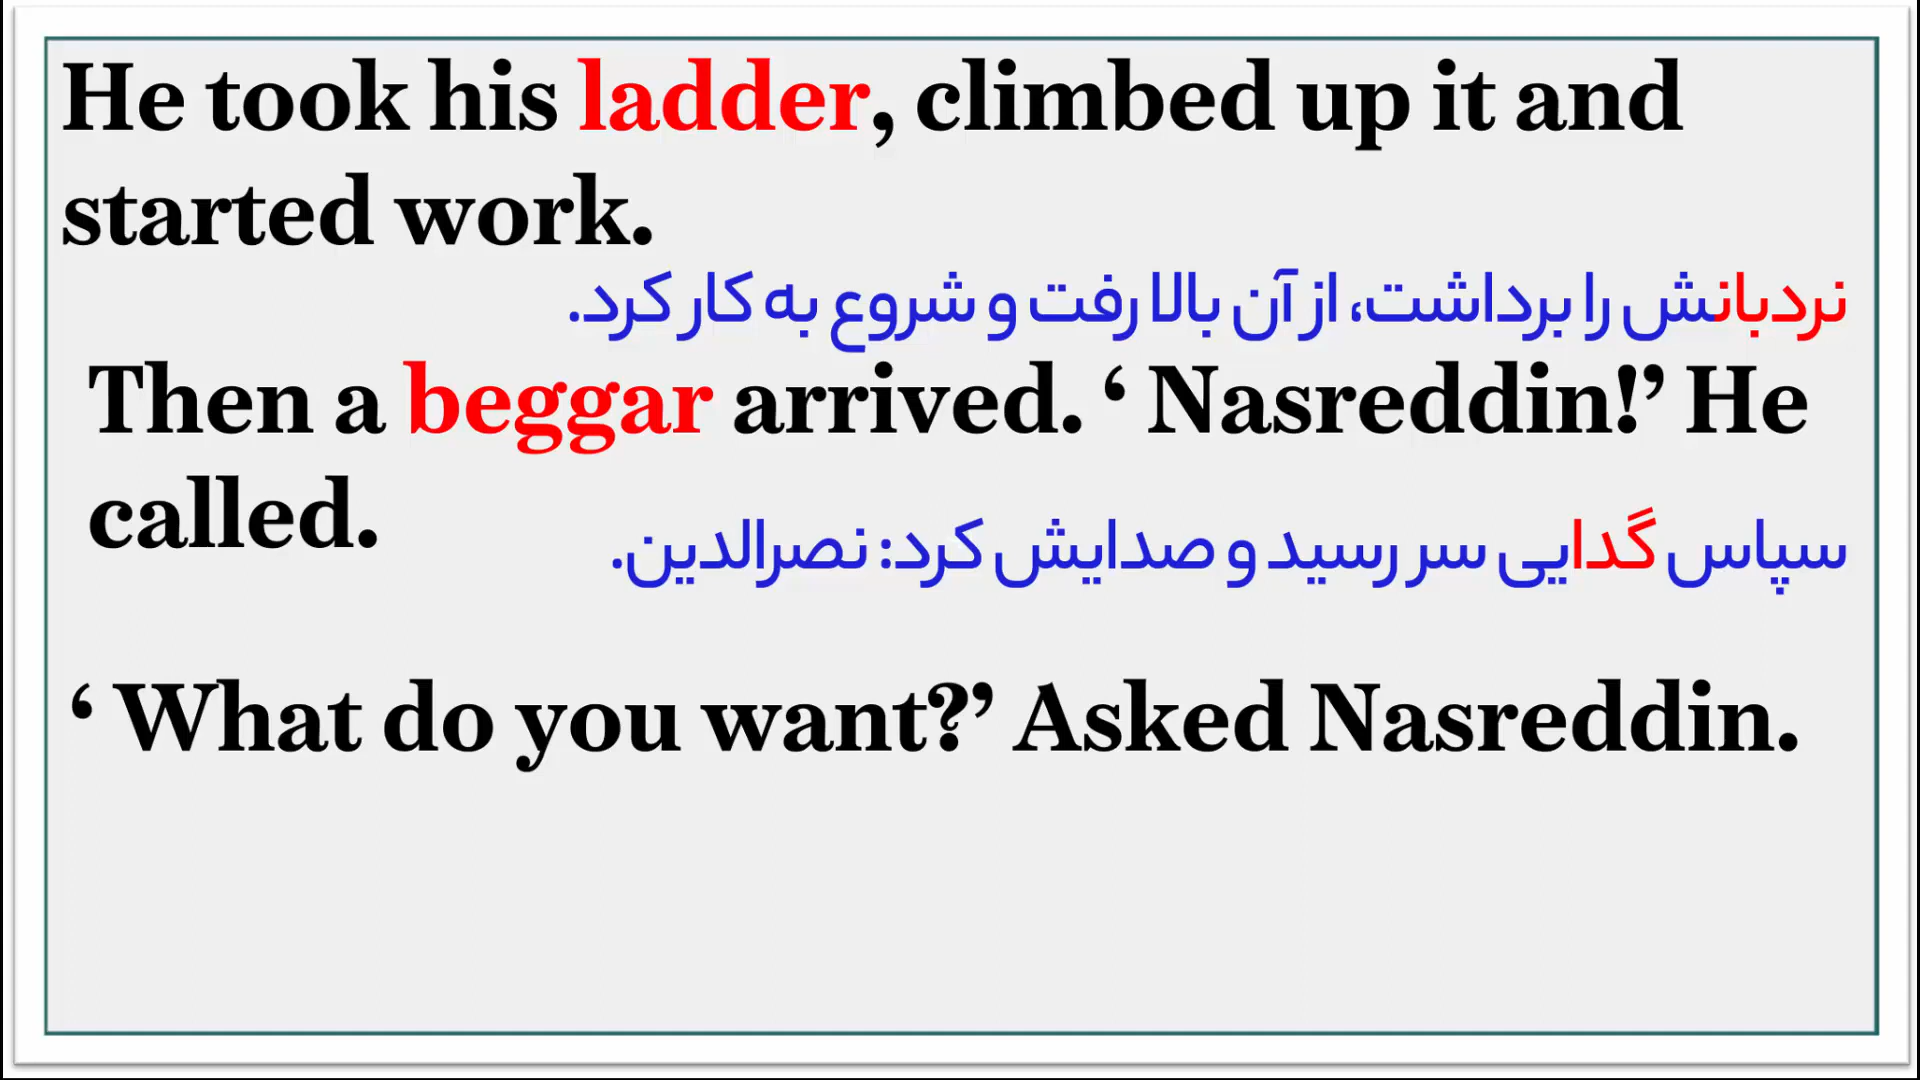 He took his ladder, climbed up it and
started work.
نردبانش را برداشت، از آن بالا رفت و شروع به کار کرد.
Then a beggar arrived. ‘ Nasreddin!’ He
called.
سپاس گدایی سر رسید و صدایش کرد: نصرالدین.
‘ What do you want?’ Asked Nasreddin.